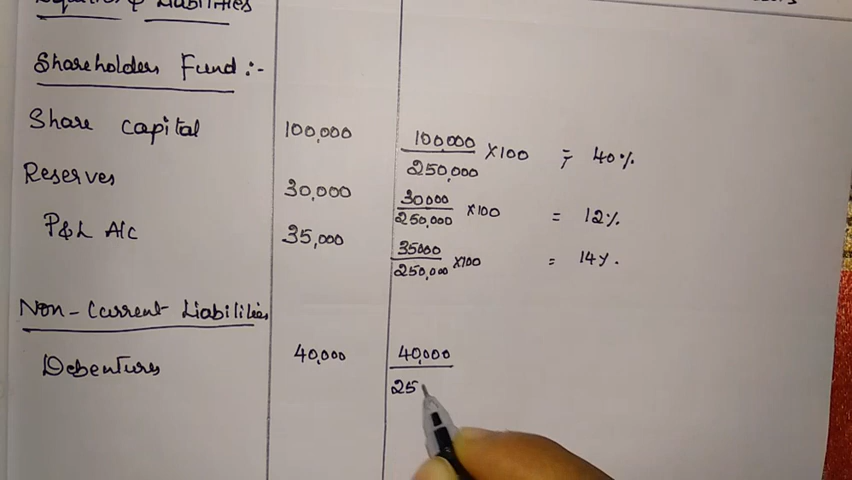 Liabilities
Shareholders Fund :-
Share capital 100,000 100,000/250,000 ×100 = 40%
Reserves 30,000 30000/250,000 ×100 = 12%
P&L A/c 35,000 35000/250,000 ×100 = 14%.
Non-Current Liabilities
Debentures 40,000 40,000/25